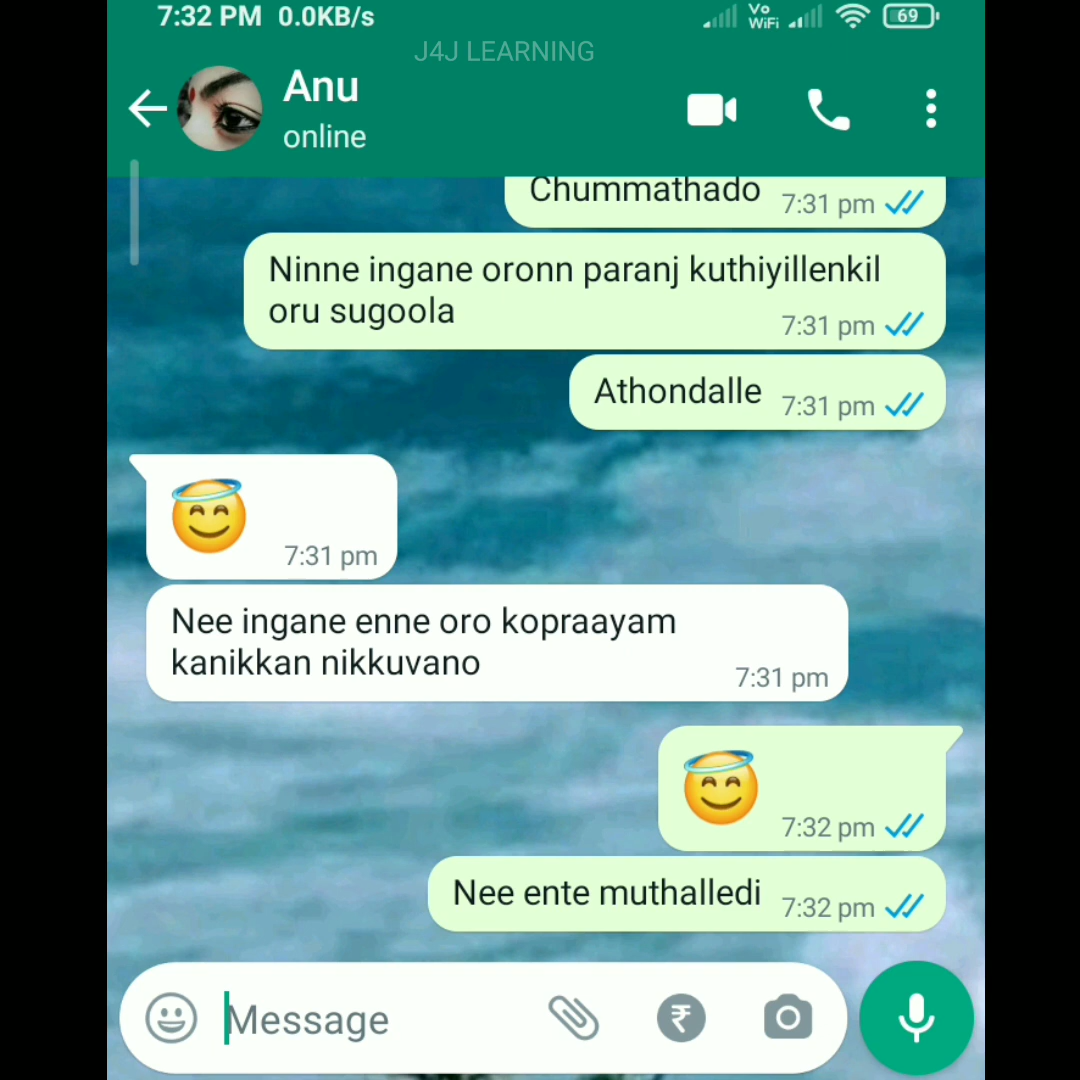 7:32 PM 0.0KB/s Vo WiFi 69
J4J LEARNING
Anu
online
Chummathado 7:31 pm
Ninne ingane oronn paranj kuthiyillenkil
oru sugoola
7:31 pm
Athondalle 7:31 pm
😇
7:31 pm
Nee ingane enne oro kopraayam
kanikkan nikkuvano
7:31 pm
😇
7:32 pm
Nee ente muthalledi 7:32 pm
Message ₹